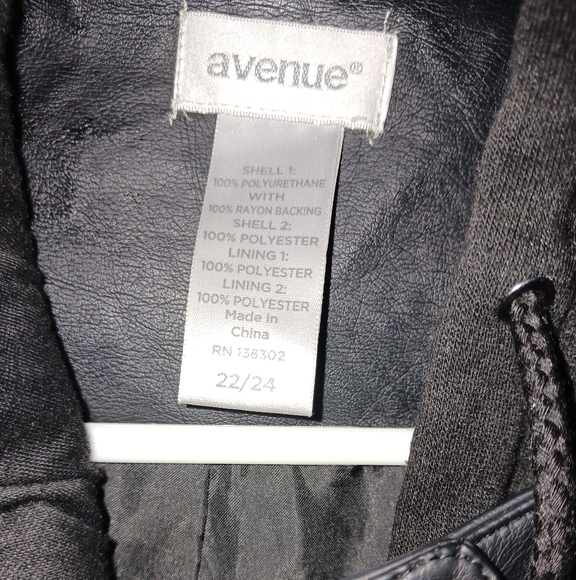 avenue®
SHELL 1:
100% POLYURETHANE
WITH
100% RAYON BACKING
SHELL 2:
100% POLYESTER
LINING 1:
100% POLYESTER
LINING 2:
100% POLYESTER
Made in
China
RN 138302
22/24